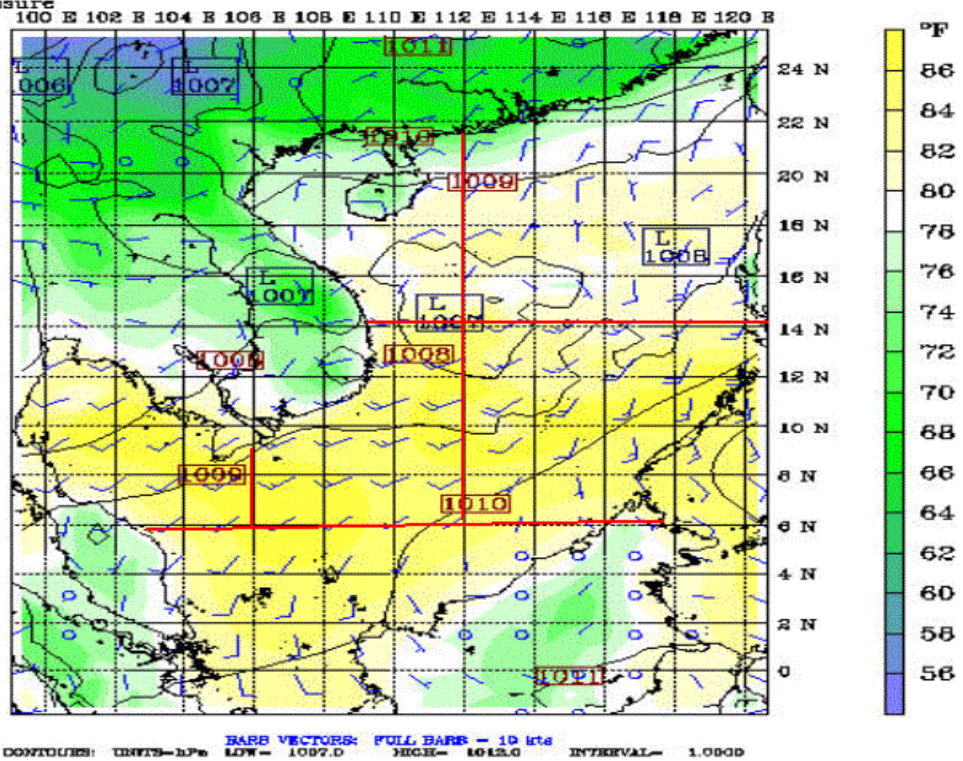 100 E 102 E 104 E 106 E 108 E 110 E 112 E 114 E 116 E 118 E 120 E
°F
1011
L
1006
L
1007
24 N
86
84
22 N
1010
82
20 N
1009
80
18 N
78
L
1008
16 N
76
L
1007
L
74
14 N
1008
72
12 N
70
10 N
68
1009
8 N
66
1010
6 N
64
62
4 N
60
2 N
58
0
56
1011
BARB VECTORS: FULL BARB = 10 kts
CONTOURS: UNITS=hPa LOW= 1007.0 HIGH= 1012.0 INTERVAL= 1.0000